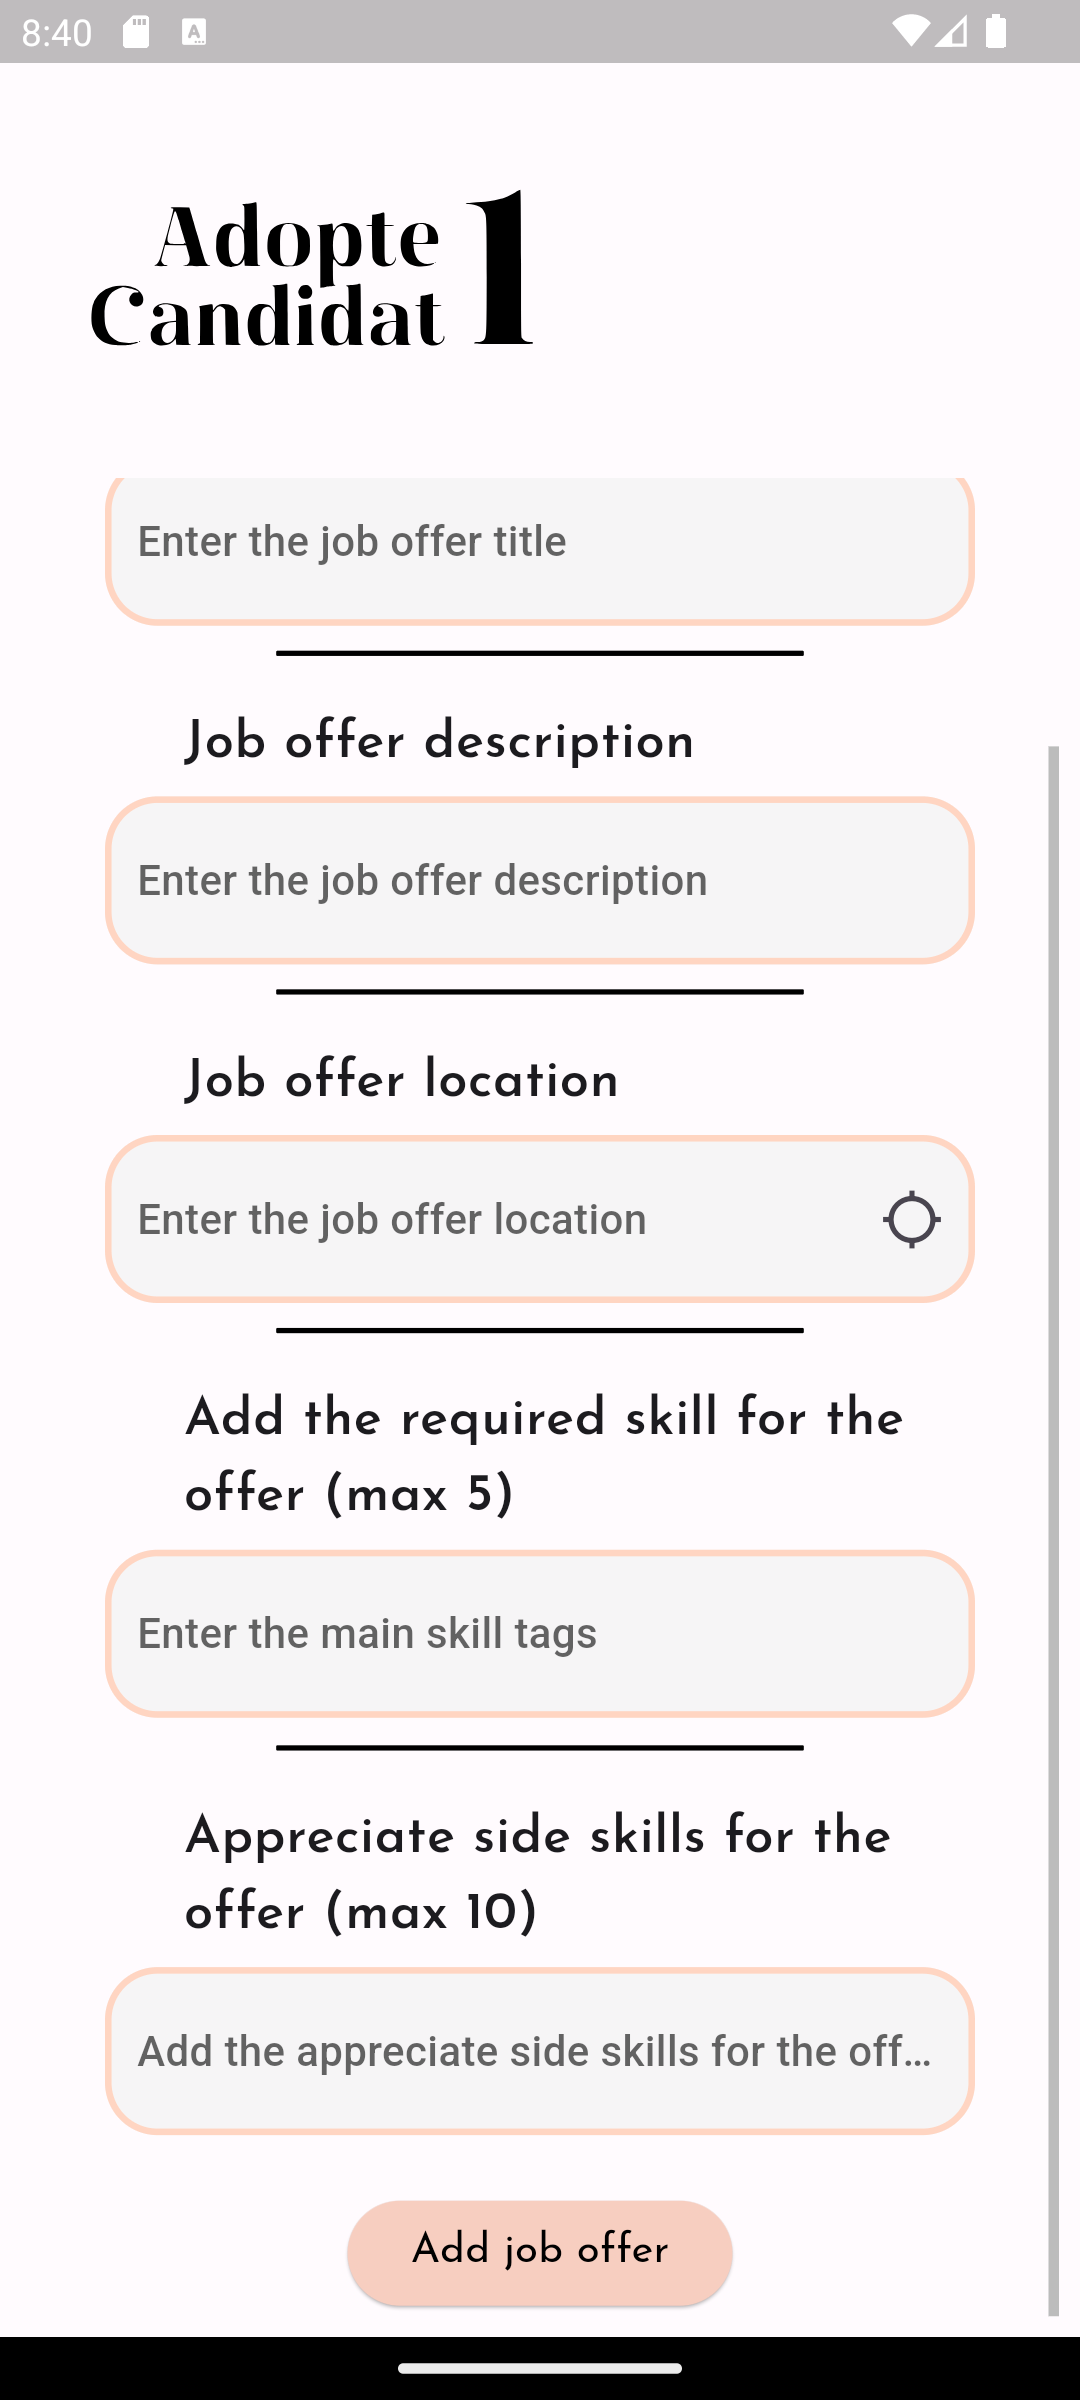 8:40
Adopte
Candidat 1
Enter the job offer title
Job offer description
Enter the job offer description
Job offer location
Enter the job offer location
Add the required skill for the
offer (max 5)
Enter the main skill tags
Appreciate side skills for the
offer (max 10)
Add the appreciate side skills for the off...
Add job offer